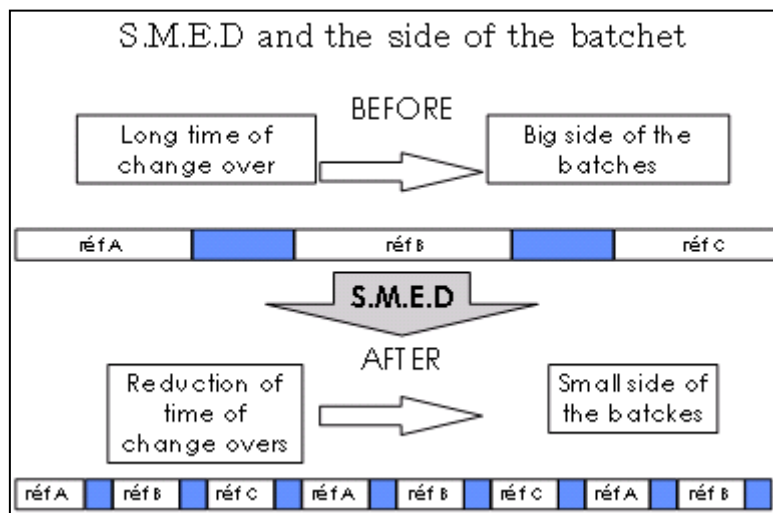 S.M.E.D and the side of the batchet
BEFORE
Long time of
change over
Big side of the
batches
réf A
réf B
réf C
S.M.E.D
AFTER
Reduction of
time of
change overs
Small side of
the batckes
réf A
réf B
réf C
réf A
réf B
réf C
réf A
réf B